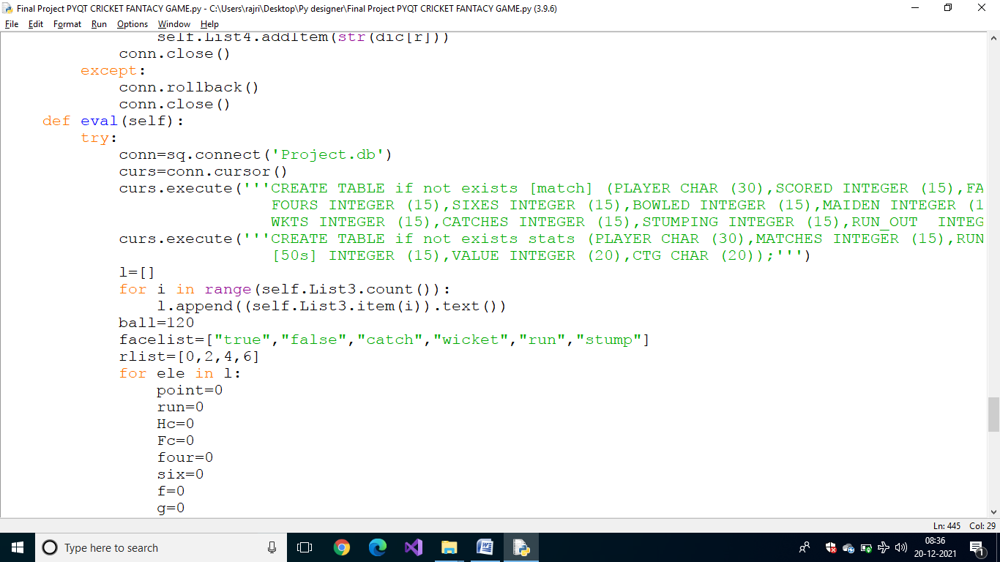 Final Project PYQT CRICKET FANTACY GAME.py - C:\Users\rajri\Desktop\Py designer\Final Project PYQT CRICKET FANTACY GAME.py (3.9.6)
File Edit Format Run Options Window Help
self.List4.addItem(str(dic[r]))
conn.close()
except:
conn.rollback()
conn.close()
def eval(self):
try:
conn=sq.connect('Project.db')
curs=conn.cursor()
curs.execute('''CREATE TABLE if not exists [match] (PLAYER CHAR (30),SCORED INTEGER (15),FA
FOURS INTEGER (15),SIXES INTEGER (15),BOWLED INTEGER (15),MAIDEN INTEGER (1
WKTS INTEGER (15),CATCHES INTEGER (15),STUMPING INTEGER (15),RUN_OUT  INTEG
curs.execute('''CREATE TABLE if not exists stats (PLAYER CHAR (30),MATCHES INTEGER (15),RUN
[50s] INTEGER (15),VALUE INTEGER (20),CTG CHAR (20));''')
l=[]
for i in range(self.List3.count()):
l.append((self.List3.item(i)).text())
ball=120
facelist=["true","false","catch","wicket","run","stump"]
rlist=[0,2,4,6]
for ele in l:
point=0
run=0
Hc=0
Fc=0
four=0
six=0
f=0
g=0
Ln: 445 Col: 29
Type here to search
08:36
20-12-2021
1